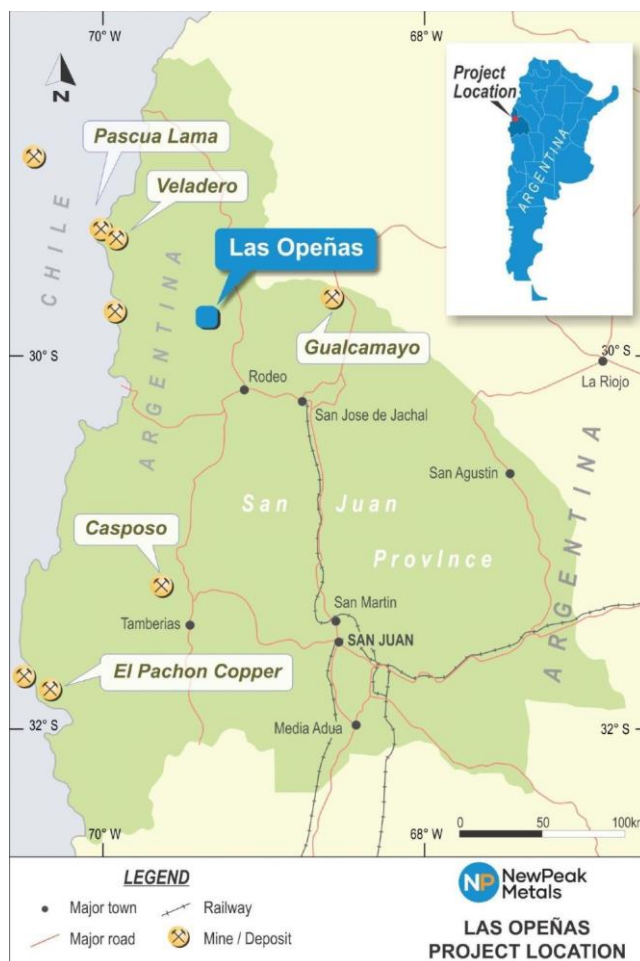 70° W
68° W
N
Project
Location
ARGENTINA
Pascua Lama
Veladero
CHILE
ARGENTINA
Las Opeñas
Gualcamayo
30° S
30° S
La Riojo
Rodeo
San Jose de Jachal
San Agustin
ARGENTINA
San Juan
Province
Casposo
Tamberias
San Martin
SAN JUAN
El Pachon Copper
32° S
32° S
Media Adua
0 50 100km
70° W
68° W
LEGEND
Major town
Railway
Major road
Mine / Deposit
NP
NewPeak
Metals
LAS OPEÑAS
PROJECT LOCATION